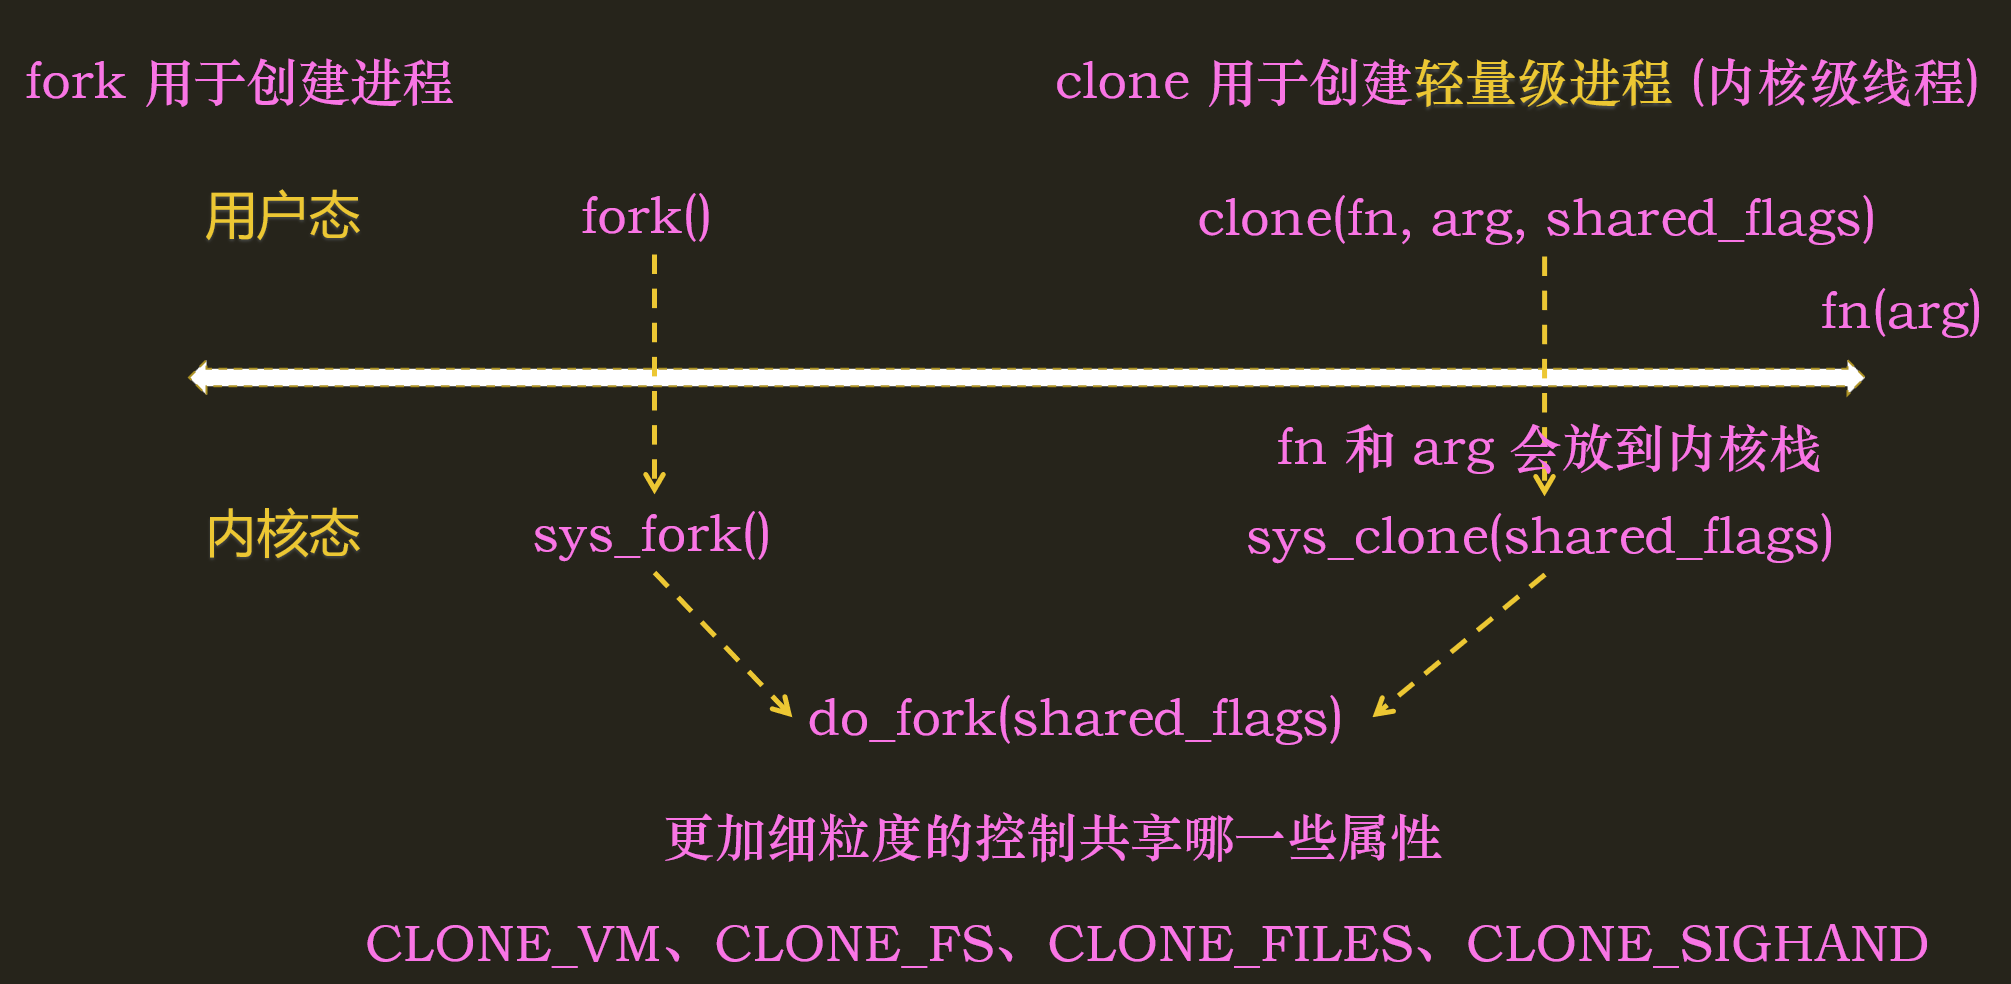 fork 用于创建进程
clone 用于创建轻量级进程 (内核级线程)
用户态
fork()
clone(fn, arg, shared_flags)
fn(arg)
fn 和 arg 会放到内核栈
内核态
sys_fork()
sys_clone(shared_flags)
do_fork(shared_flags)
更加细粒度的控制共享哪一些属性
CLONE_VM、CLONE_FS、CLONE_FILES、CLONE_SIGHAND